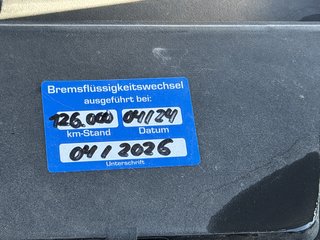 Bremsflüssigkeitswechsel
ausgeführt bei:
126.000 04/24
km-Stand Datum
04/2026
Unterschrift